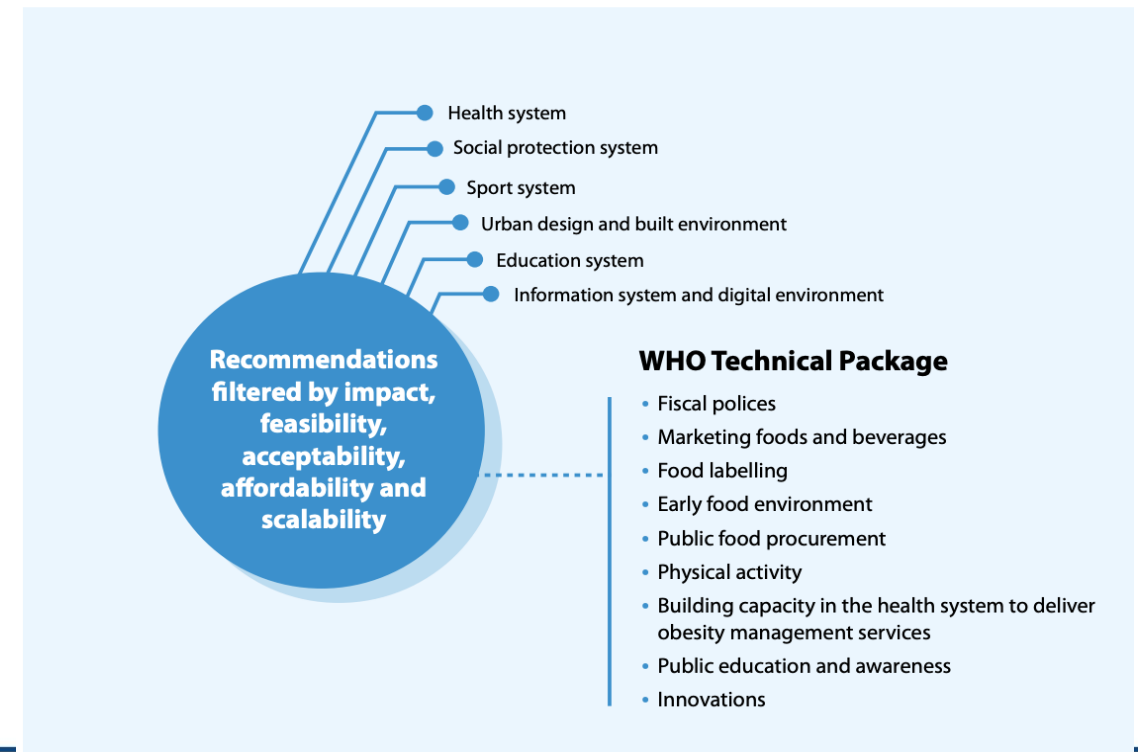 Health system
Social protection system
Sport system
Urban design and built environment
Education system
Information system and digital environment
Recommendations
filtered by impact,
feasibility,
acceptability,
affordability and
scalability
WHO Technical Package
• Fiscal polices
• Marketing foods and beverages
• Food labelling
• Early food environment
• Public food procurement
• Physical activity
• Building capacity in the health system to deliver
obesity management services
• Public education and awareness
• Innovations